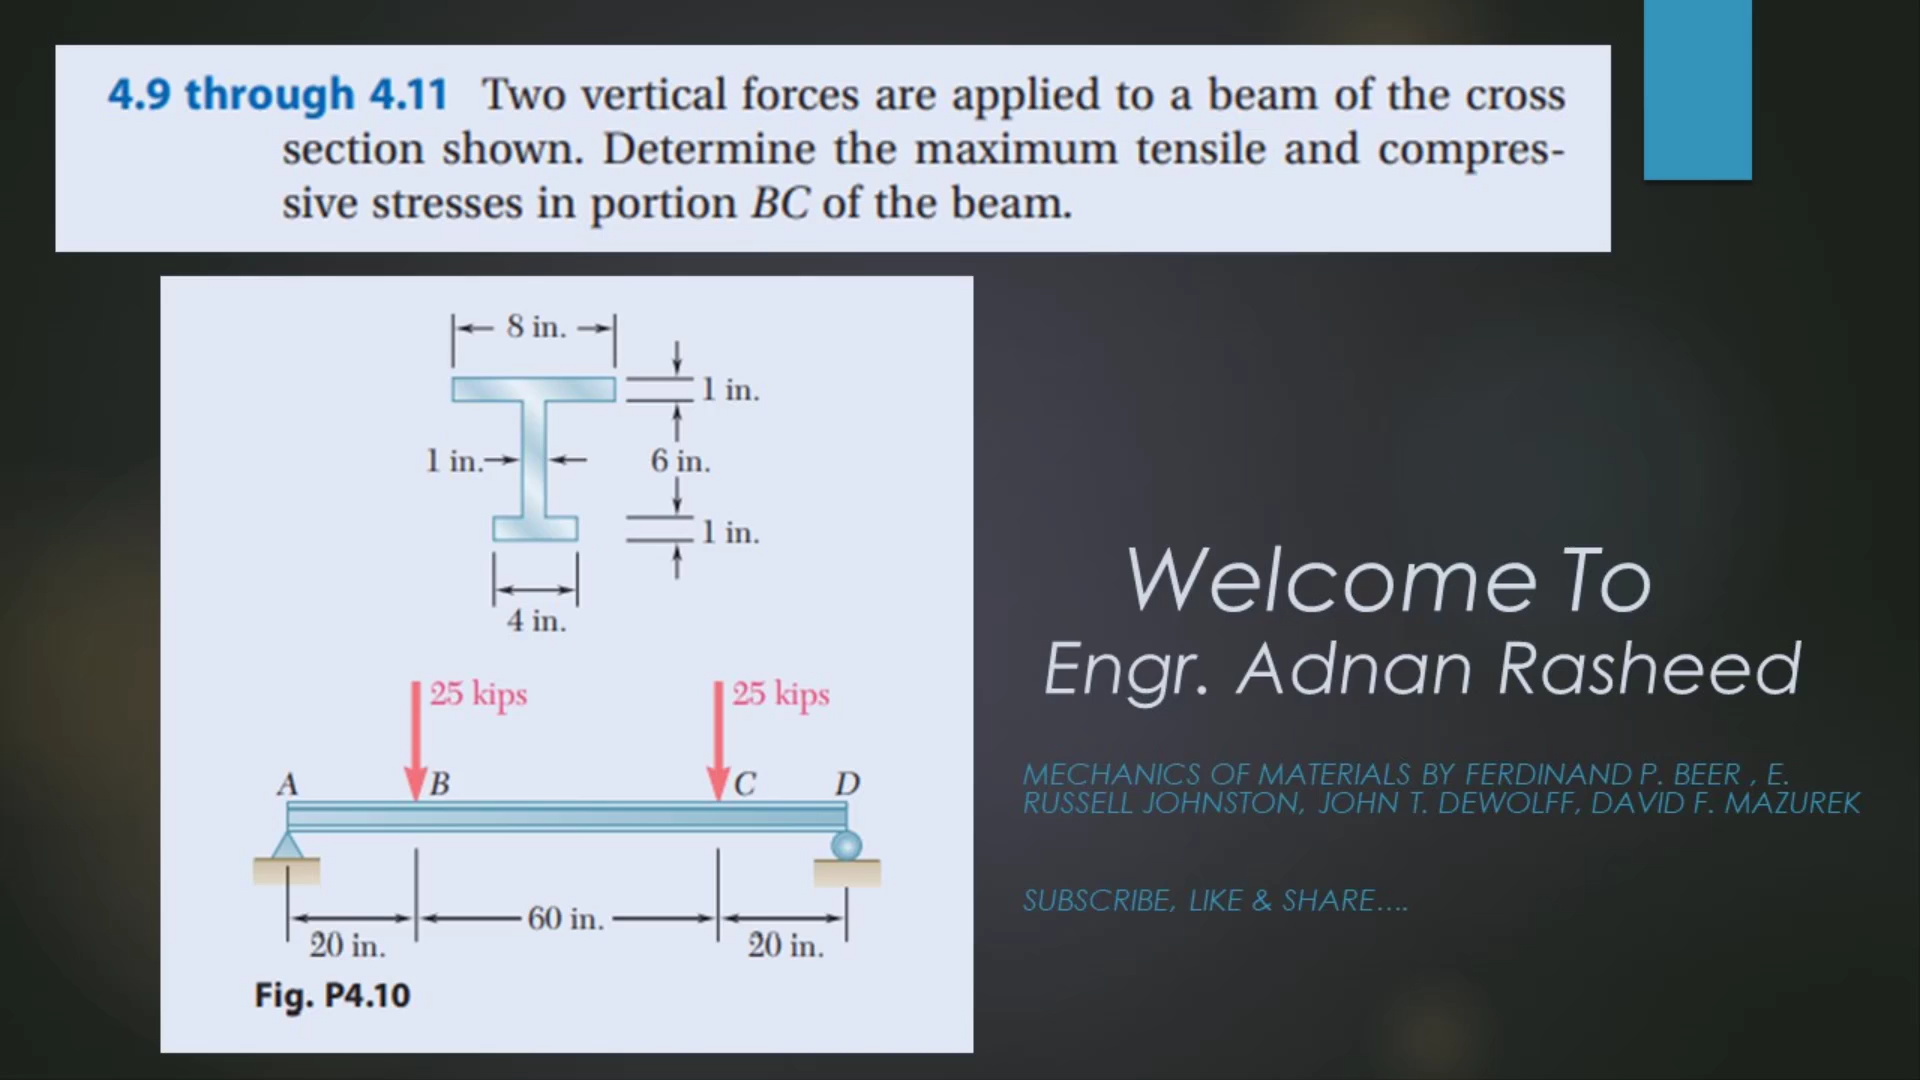 4.9 through 4.11 Two vertical forces are applied to a beam of the cross
section shown. Determine the maximum tensile and compres-
sive stresses in portion BC of the beam.
8 in.
1 in.
1 in.
6 in.
1 in.
4 in.
25 kips
25 kips
A
B
C
D
60 in.
20 in.
20 in.
Fig. P4.10
Welcome To
Engr. Adnan Rasheed
MECHANICS OF MATERIALS BY FERDINAND P. BEER , E.
RUSSELL JOHNSTON, JOHN T. DEWOLFF, DAVID F. MAZUREK
SUBSCRIBE, LIKE & SHARE....